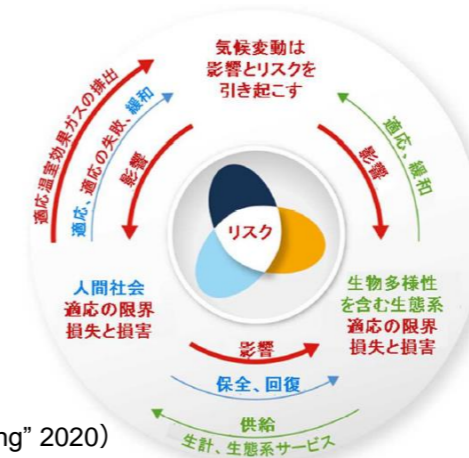 気候変動は
影響とリスクを
引き起こす
適応温室効果ガスの排出
適応、適応の失敗、緩和
影響
影響
適応、緩和
リスク
人間社会
適応の限界
損失と損害
生物多様性
を含む生態系
適応の限界
損失と損害
影響
保全、回復
供給
生計、生態系サービス
ng” 2020）